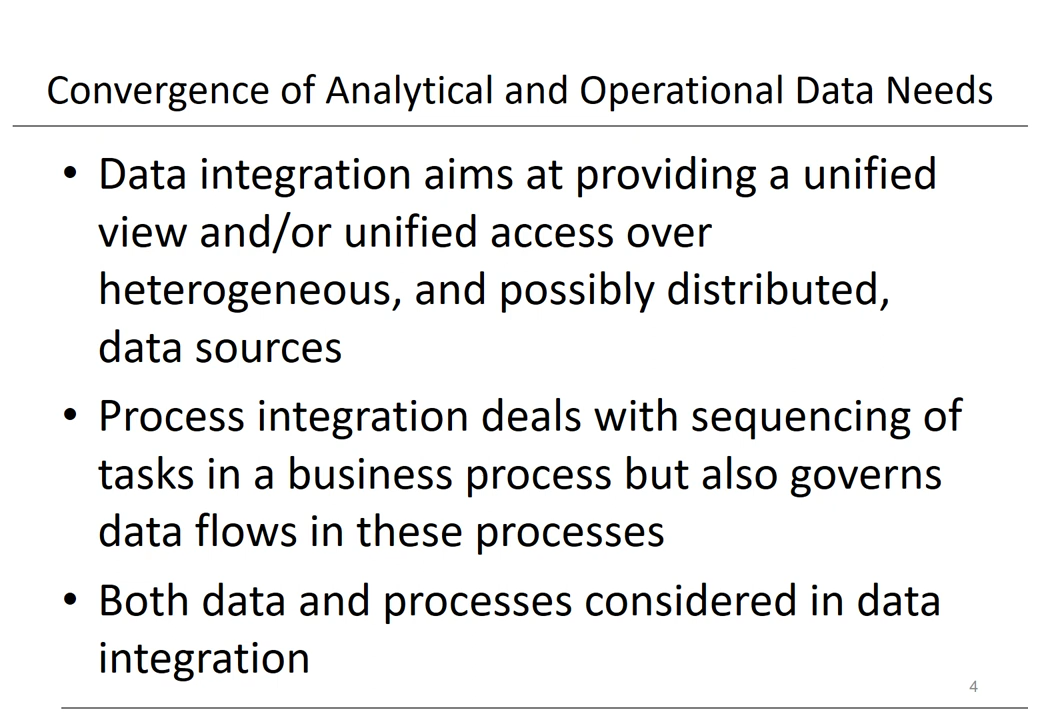 Convergence of Analytical and Operational Data Needs
• Data integration aims at providing a unified
view and/or unified access over
heterogeneous, and possibly distributed,
data sources
• Process integration deals with sequencing of
tasks in a business process but also governs
data flows in these processes
• Both data and processes considered in data
integration
4